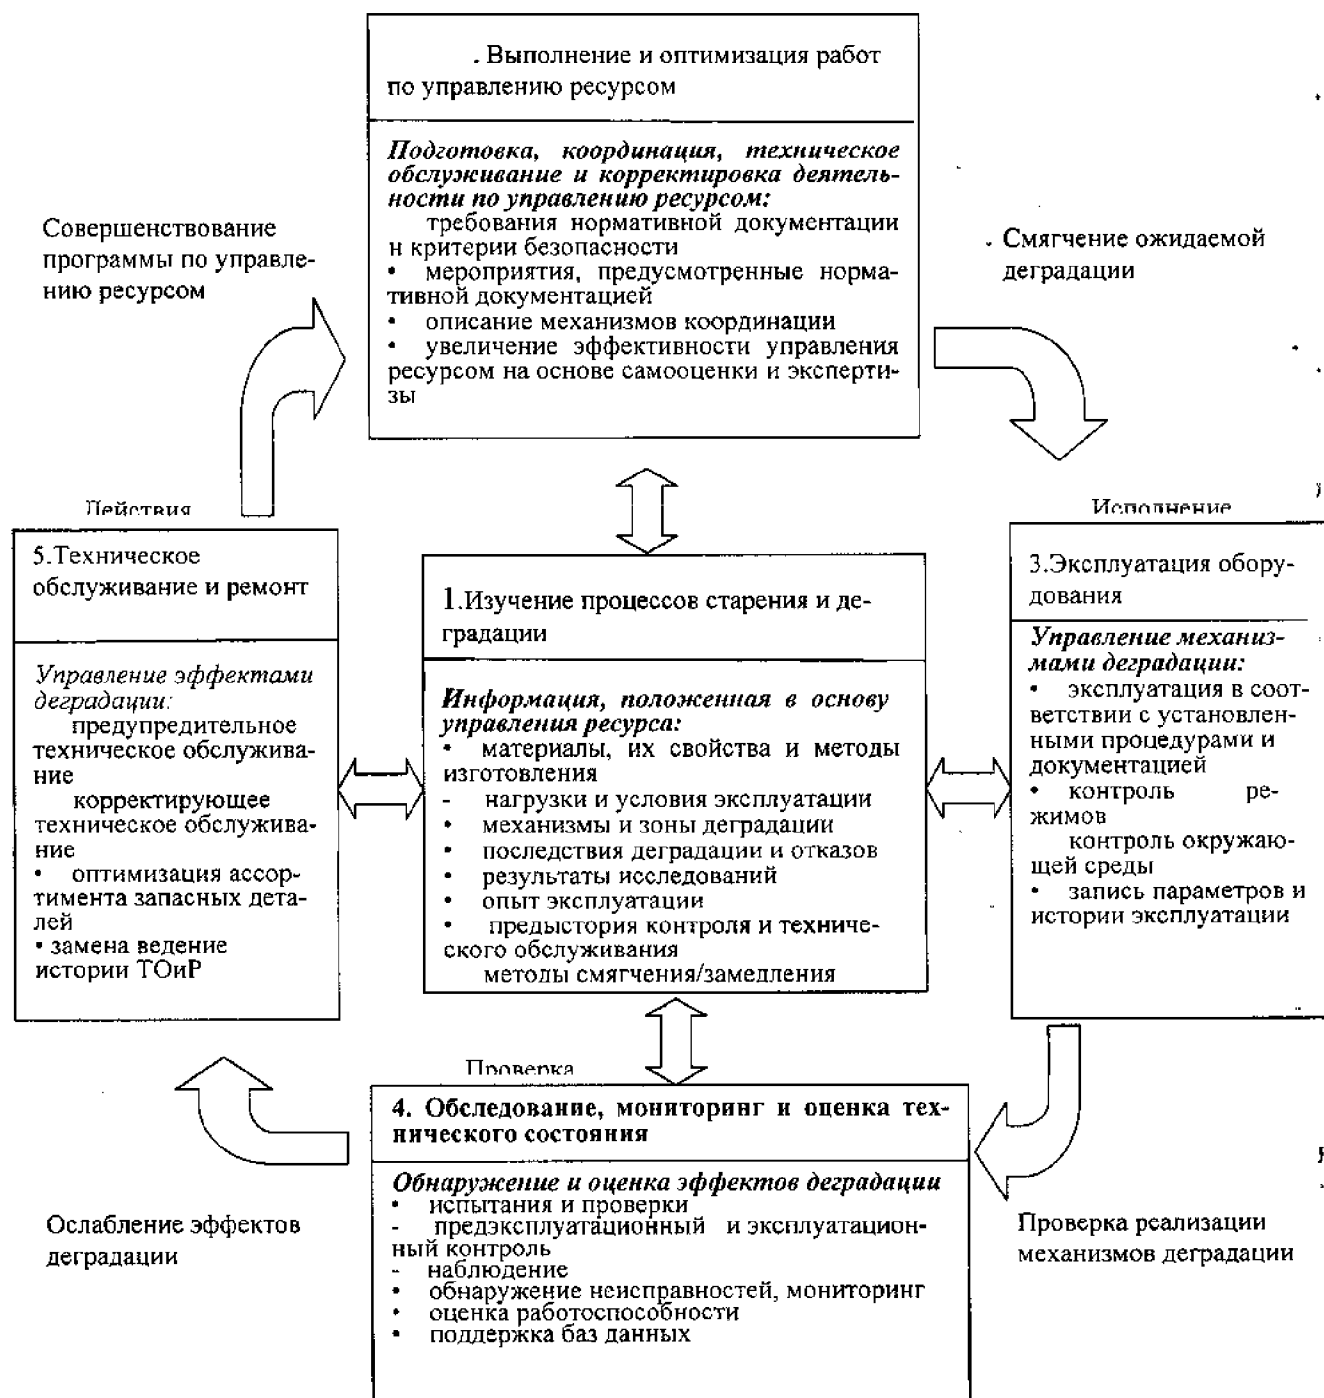 . Выполнение и оптимизация работ
по управлению ресурсом
Подготовка, координация, техническое
обслуживание и корректировка деятель-
ности по управлению ресурсом:
требования нормативной документации
н критерии безопасности
• мероприятия, предусмотренные норма-
тивной документацией
• описание механизмов координации
• увеличение эффективности управления
ресурсом на основе самооценки и эксперти-
зы
Совершенствование
программы по управле-
нию ресурсом
. Смягчение ожидаемой
деградации
Действия
5.Техническое
обслуживание и ремонт
Управление эффектами
деградации:
предупредительное
техническое обслужива-
ние
корректирующее
техническое обслужива-
ние
• оптимизация ассор-
тимента запасных дета-
лей
• замена ведение
истории ТОиР
1.Изучение процессов старения и де-
градации
Информация, положенная в основу
управления ресурса:
• материалы, их свойства и методы
изготовления
- нагрузки и условия эксплуатации
• механизмы и зоны деградации
• последствия деградации и отказов
• результаты исследований
• опыт эксплуатации
• предыстория контроля и техниче-
ского обслуживания
методы смягчения/замедления
Исполнение
3.Эксплуатация обору-
дования
Управление механиз-
мами деградации:
• эксплуатация в соот-
ветствии с установлен-
ными процедурами и
документацией
• контроль ре-
жимов
контроль окружаю-
щей среды
• запись параметров и
истории эксплуатации
Проверка
4. Обследование, мониторинг и оценка тех-
нического состояния
Обнаружение и оценка эффектов деградации
• испытания и проверки
- предэксплуатационный и эксплуатацион-
ный контроль
- наблюдение
• обнаружение неисправностей, мониторинг
• оценка работоспособности
• поддержка баз данных
Ослабление эффектов
деградации
Проверка реализации
механизмов деградации